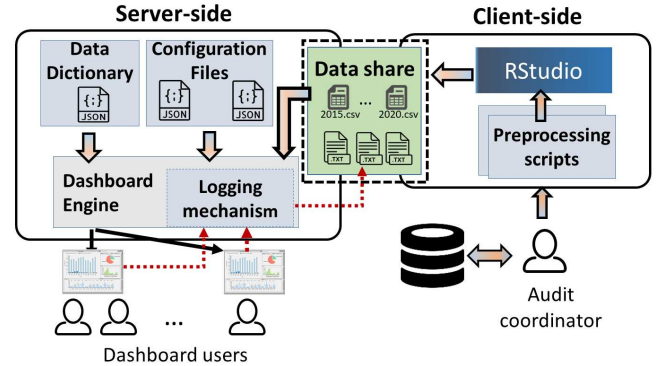 Server-side
Client-side
Data
Dictionary
{;}
JSON
Configuration
Files
{;}
JSON
{;}
JSON
Data share
...
2015.csv
2020.csv
.TXT
.TXT
.TXT
RStudio
Preprocessing
scripts
Dashboard
Engine
Logging
mechanism
...
Dashboard users
Audit
coordinator